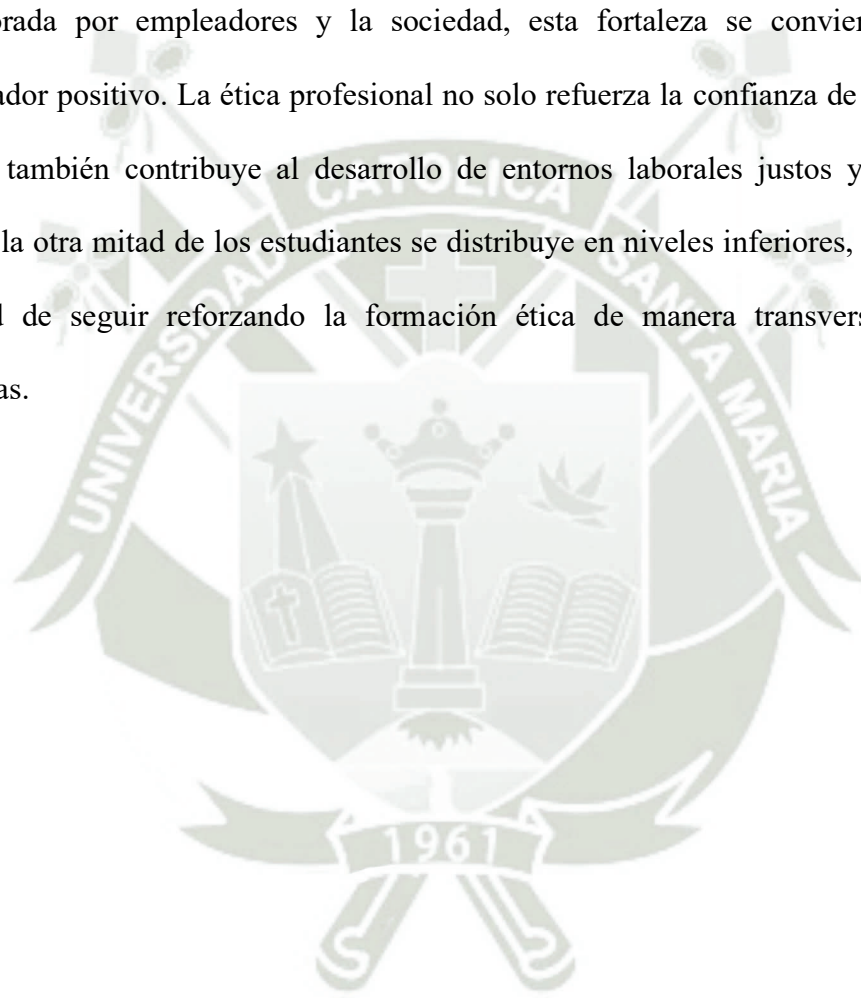 orada por empleadores y la sociedad, esta fortaleza se convier
ador positivo. La ética profesional no solo refuerza la confianza de
también contribuye al desarrollo de entornos laborales justos y
la otra mitad de los estudiantes se distribuye en niveles inferiores,
d de seguir reforzando la formación ética de manera transvers
as.
UNIVERSIDAD CATOLICA SANTA MARIA
1961